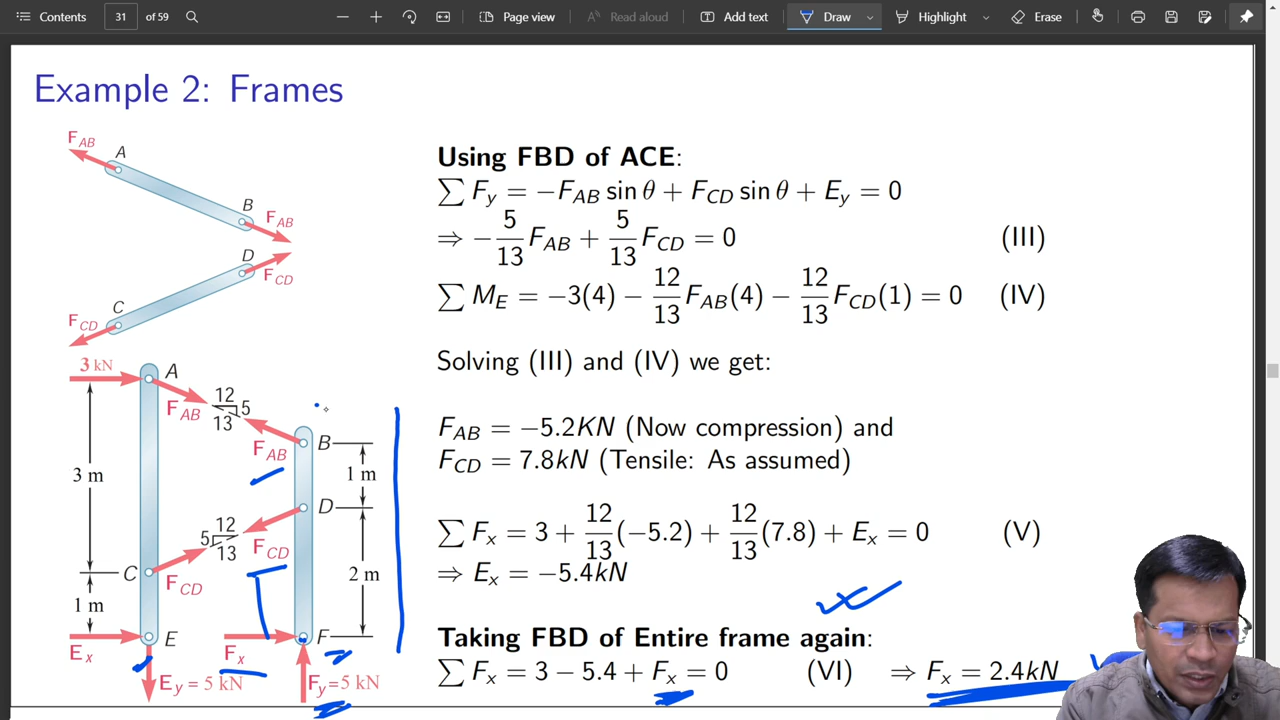 Contents 31 of 59 Page view Read aloud Add text Draw Highlight Erase
Example 2: Frames
F_AB
A
B
F_AB
D
F_CD
C
F_CD
3 kN
A
F_AB
12
5
13
F_AB
B
1 m
3 m
D
12
5
13
F_CD
2 m
C
F_CD
1 m
E_x
E
F_x
F
E_y = 5 kN
F_y=5 kN
Using FBD of ACE:
∑ F_y = −F_AB sin θ + F_CD sin θ + E_y = 0
⇒ −5/13 F_AB + 5/13 F_CD = 0 (III)
∑ M_E = −3(4) − 12/13 F_AB(4) − 12/13 F_CD(1) = 0 (IV)
Solving (III) and (IV) we get:
F_AB = −5.2KN (Now compression) and
F_CD = 7.8kN (Tensile: As assumed)
∑ F_x = 3 + 12/13 (−5.2) + 12/13 (7.8) + E_x = 0 (V)
⇒ E_x = −5.4kN
Taking FBD of Entire frame again:
∑ F_x = 3 − 5.4 + F_x = 0 (VI) ⇒ F_x = 2.4kN